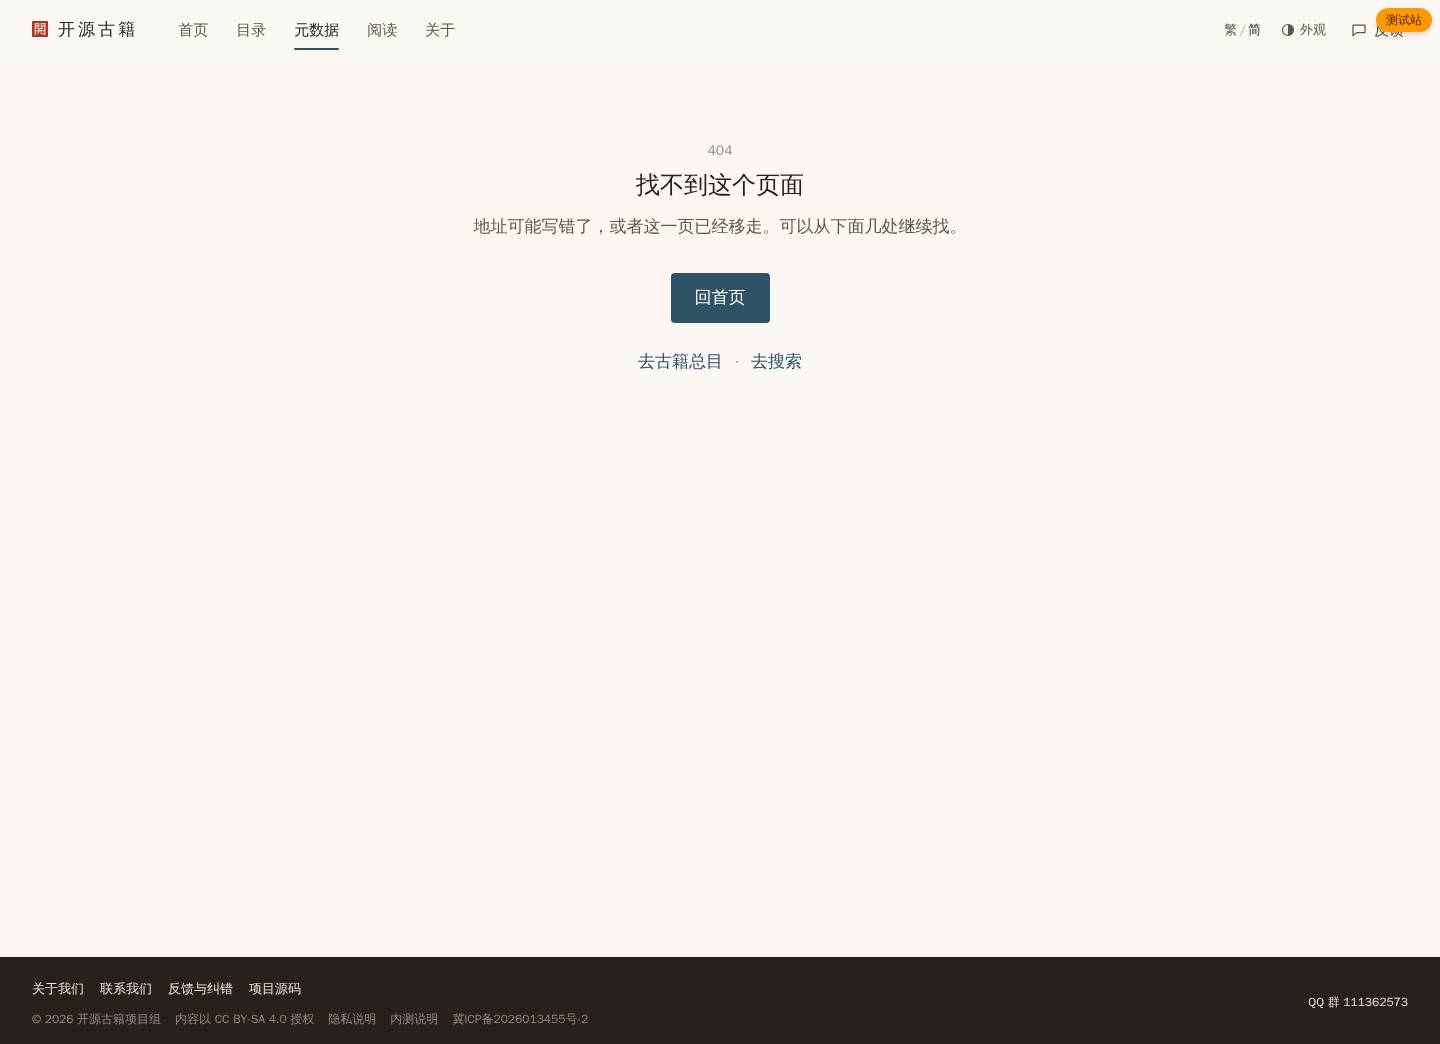 開 开源古籍 首页 目录 元数据 阅读 关于 繁 / 简 外观 反馈 测试站
404
找不到这个页面
地址可能写错了，或者这一页已经移走。可以从下面几处继续找。
回首页
去古籍总目 · 去搜索
关于我们 联系我们 反馈与纠错 项目源码
QQ 群 111362573
© 2026 开源古籍项目组 内容以 CC BY-SA 4.0 授权 隐私说明 内测说明 冀ICP备2026013455号-2